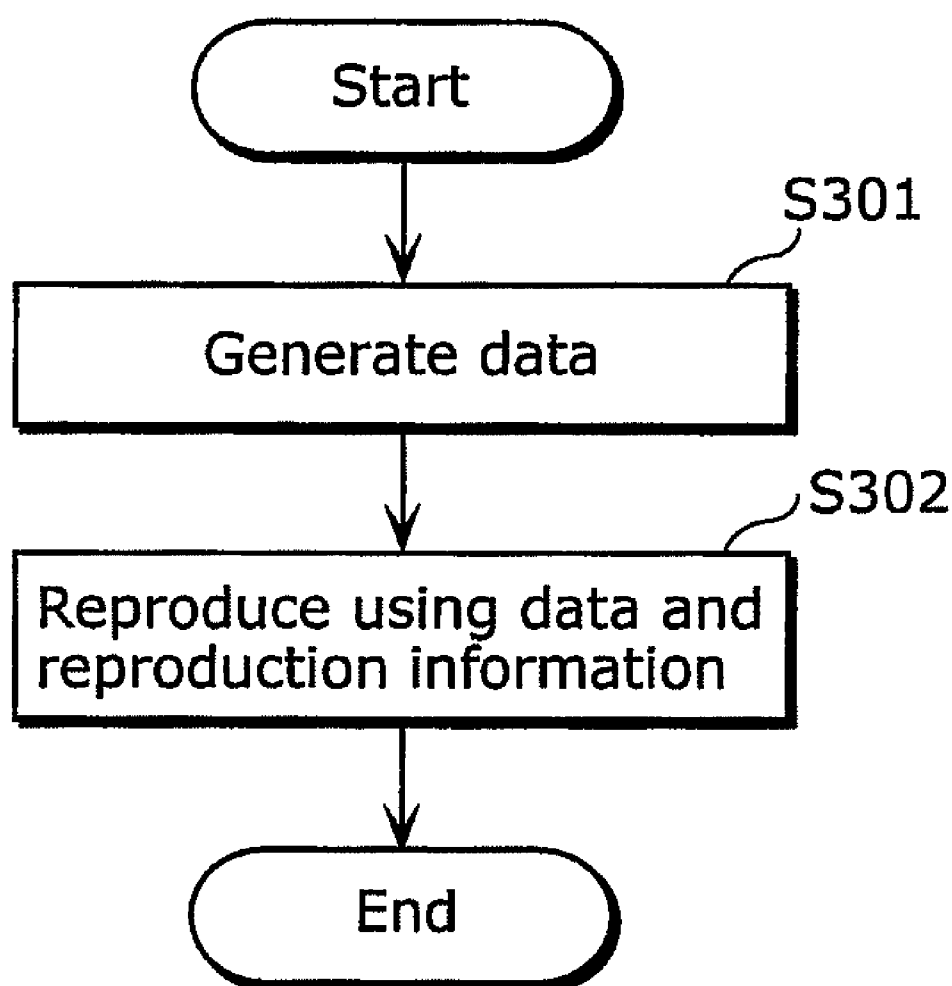 Start
S301
Generate data
S302
Reproduce using data and
reproduction information
End